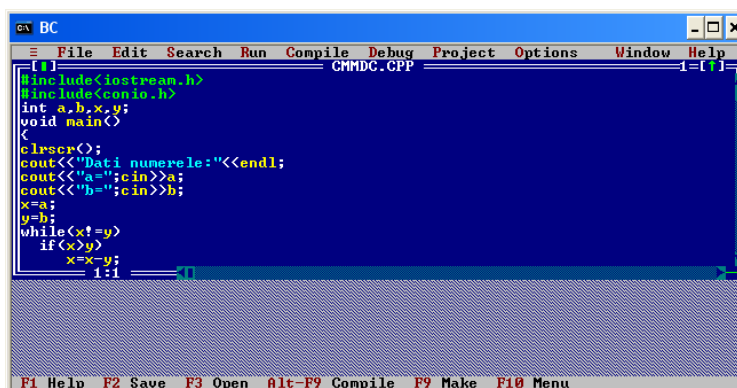 BC
≡ File Edit Search Run Compile Debug Project Options Window Help
[■] CMMDC.CPP 1=[↑]
#include<iostream.h>
#include<conio.h>
int a,b,x,y;
void main()
{
clrscr();
cout<<"Dati numerele:"<<endl;
cout<<"a=";cin>>a;
cout<<"b=";cin>>b;
x=a;
y=b;
while(x!=y)
if(x>y)
x=x-y;
1:1
F1 Help F2 Save F3 Open Alt-F9 Compile F9 Make F10 Menu